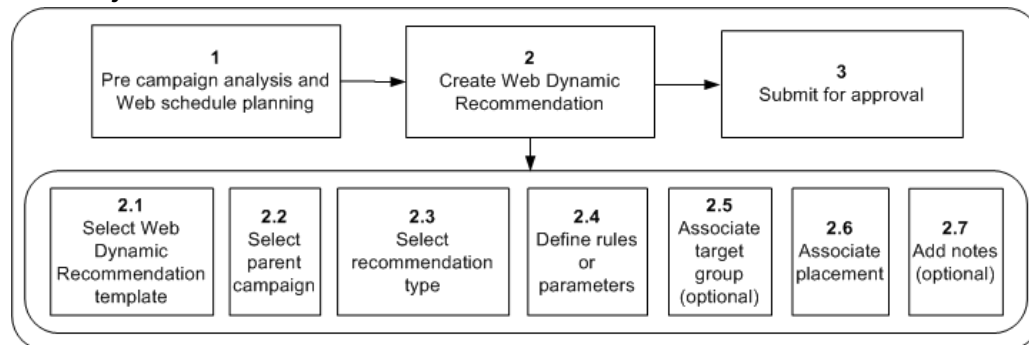 1
Pre campaign analysis and
Web schedule planning
2
Create Web Dynamic
Recommendation
3
Submit for approval
2.1
Select Web
Dynamic
Recommendation
template
2.2
Select
parent
campaign
2.3
Select
recommendation
type
2.4
Define rules
or
parameters
2.5
Associate
target
group
(optional)
2.6
Associate
placement
2.7
Add notes
(optional)